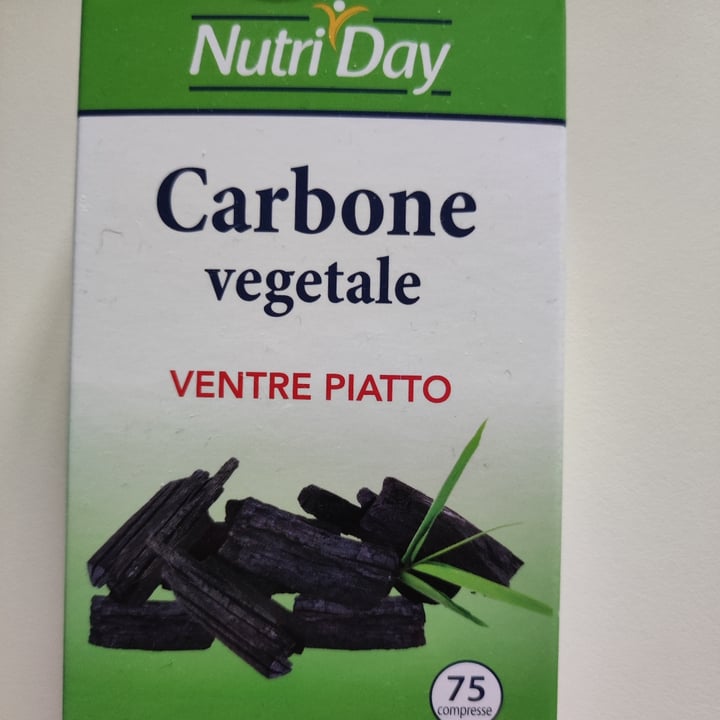 Nutri Day
Carbone
vegetale
VENTRE PIATTO
75
compresse